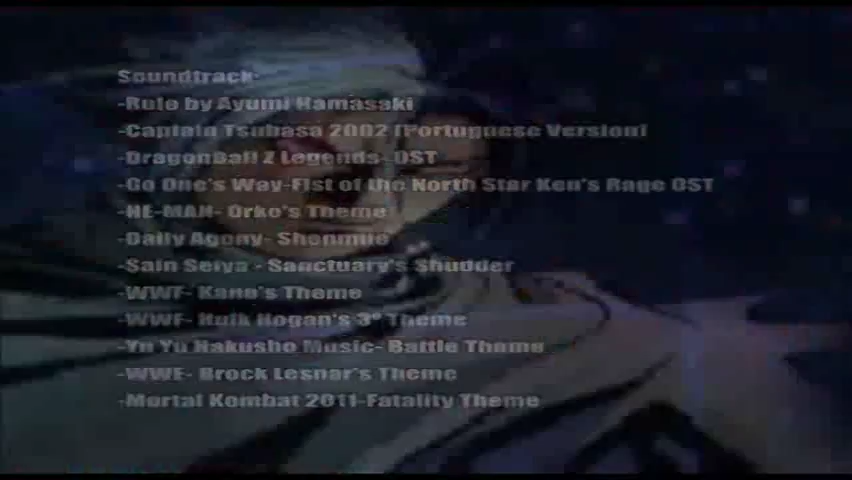 Soundtrack-
-Rule by Ayumi Hamasaki
-Captain Tsubasa 2002 [Portuguese Version]
-DragonBall Z Legends- OST
-Go One's Way-Fist of the North Star Ken's Rage OST
-HE-MAN- Orko's Theme
-Daily Agony- Shenmue
-Sain Seiya - Sanctuary's Shudder
-WWF- Kane's Theme
-WWF- Hulk Hogan's 3° Theme
-Yu Yu Hakusho Music- Battle Theme
-WWE- Brock Lesnar's Theme
-Mortal Kombat 2011-Fatality Theme